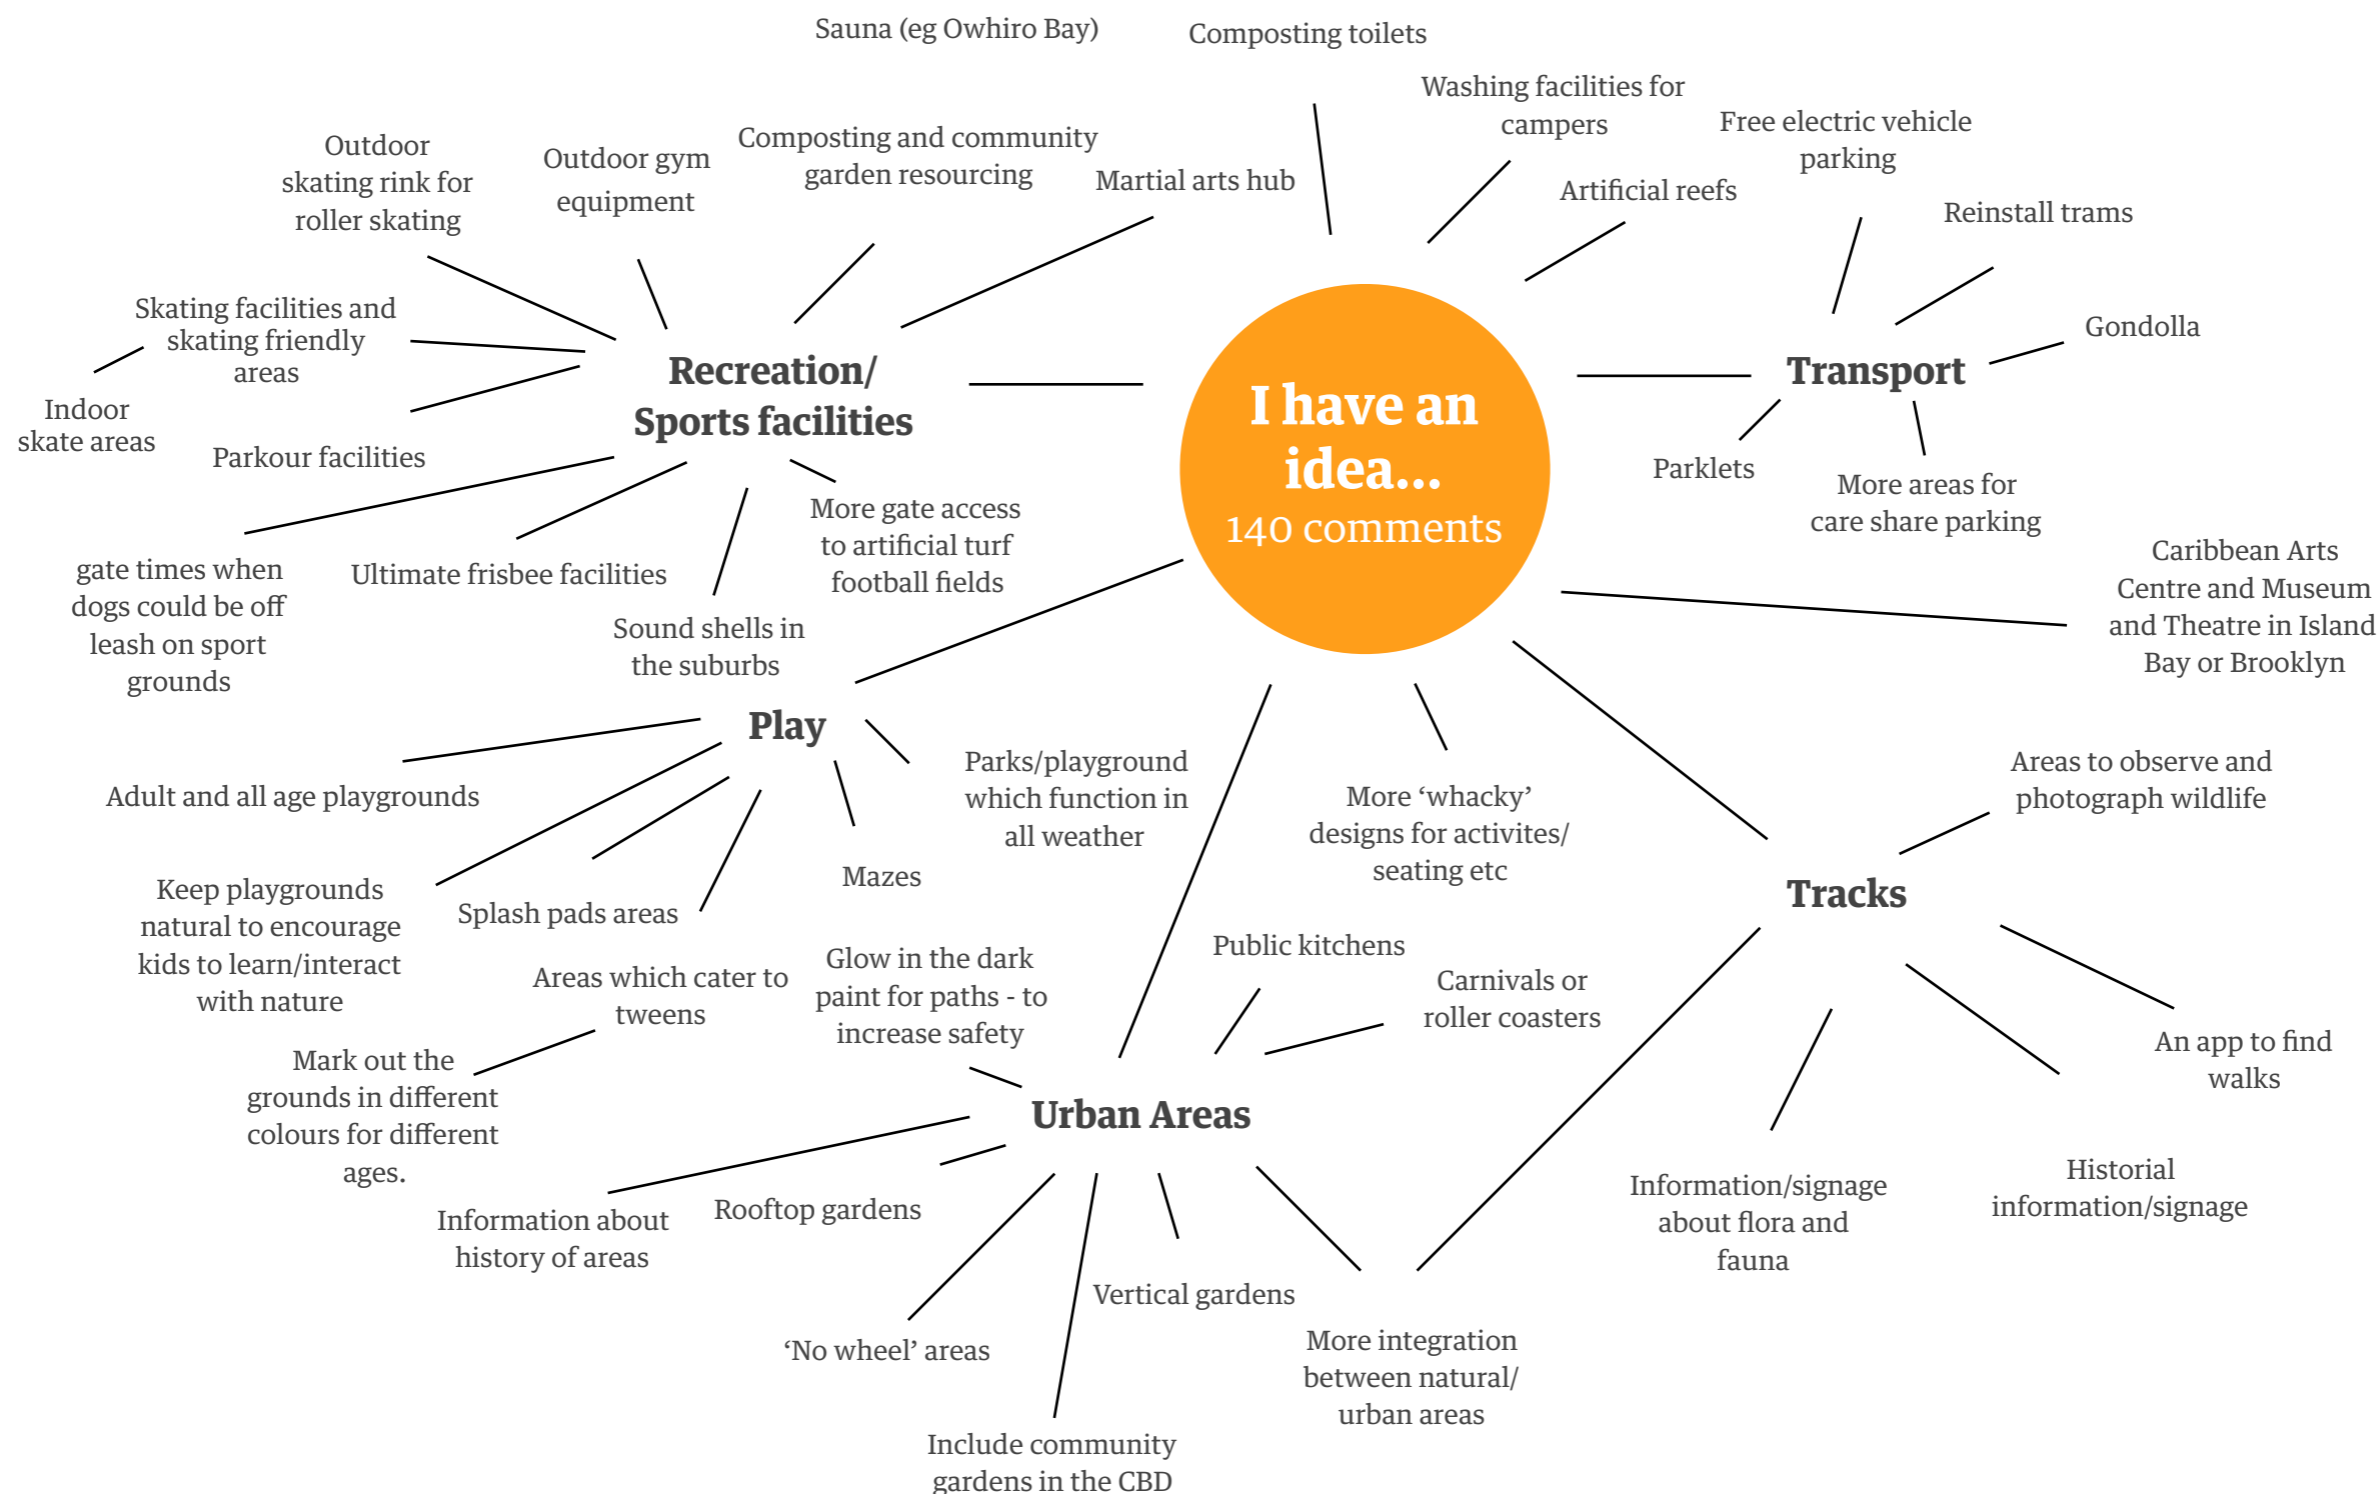 Sauna (eg Owhiro Bay)
Composting toilets
Washing facilities for
campers
Free electric vehicle
parking
Artificial reefs
Reinstall trams
Gondolla
Outdoor
skating rink for
roller skating
Outdoor gym
equipment
Composting and community
garden resourcing
Martial arts hub
Skating facilities and
skating friendly
areas
Indoor
skate areas
Parkour facilities
Recreation/
Sports facilities
I have an
idea...
140 comments
Transport
Parklets
More areas for
care share parking
gate times when
dogs could be off
leash on sport
grounds
Ultimate frisbee facilities
Sound shells in
the suburbs
More gate access
to artificial turf
football fields
Caribbean Arts
Centre and Museum
and Theatre in Island
Bay or Brooklyn
Play
Adult and all age playgrounds
Keep playgrounds
natural to encourage
kids to learn/interact
with nature
Splash pads areas
Areas which cater to
tweens
Mark out the
grounds in different
colours for different
ages.
Mazes
Parks/playground
which function in
all weather
More ‘whacky’
designs for activites/
seating etc
Tracks
Areas to observe and
photograph wildlife
An app to find
walks
Historial
information/signage
Information/signage
about flora and
fauna
Glow in the dark
paint for paths - to
increase safety
Public kitchens
Carnivals or
roller coasters
Urban Areas
Information about
history of areas
Rooftop gardens
‘No wheel’ areas
Include community
gardens in the CBD
Vertical gardens
More integration
between natural/
urban areas